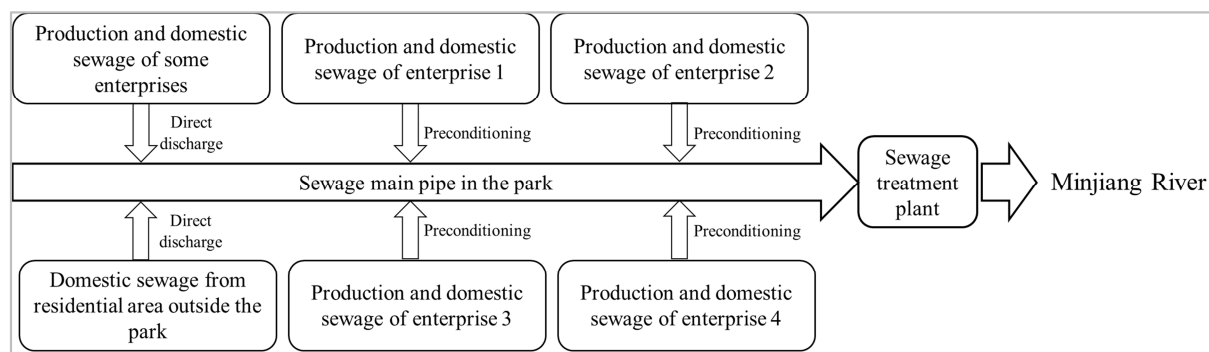 Production and domestic
sewage of some
enterprises
Production and domestic
sewage of enterprise 1
Production and domestic
sewage of enterprise 2
Direct
discharge
Preconditioning
Preconditioning
Sewage main pipe in the park
Sewage
treatment
plant
Minjiang River
Direct
discharge
Preconditioning
Preconditioning
Domestic sewage from
residential area outside the
park
Production and domestic
sewage of enterprise 3
Production and domestic
sewage of enterprise 4